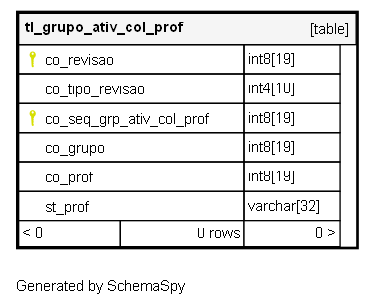 tl_grupo_ativ_col_prof [table]
co_revisao int8[19]
co_tipo_revisao int4[10]
co_seq_grp_ativ_col_prof int8[19]
co_grupo int8[19]
co_prof int8[19]
st_prof varchar[32]
< 0 0 rows 0 >
Generated by SchemaSpy